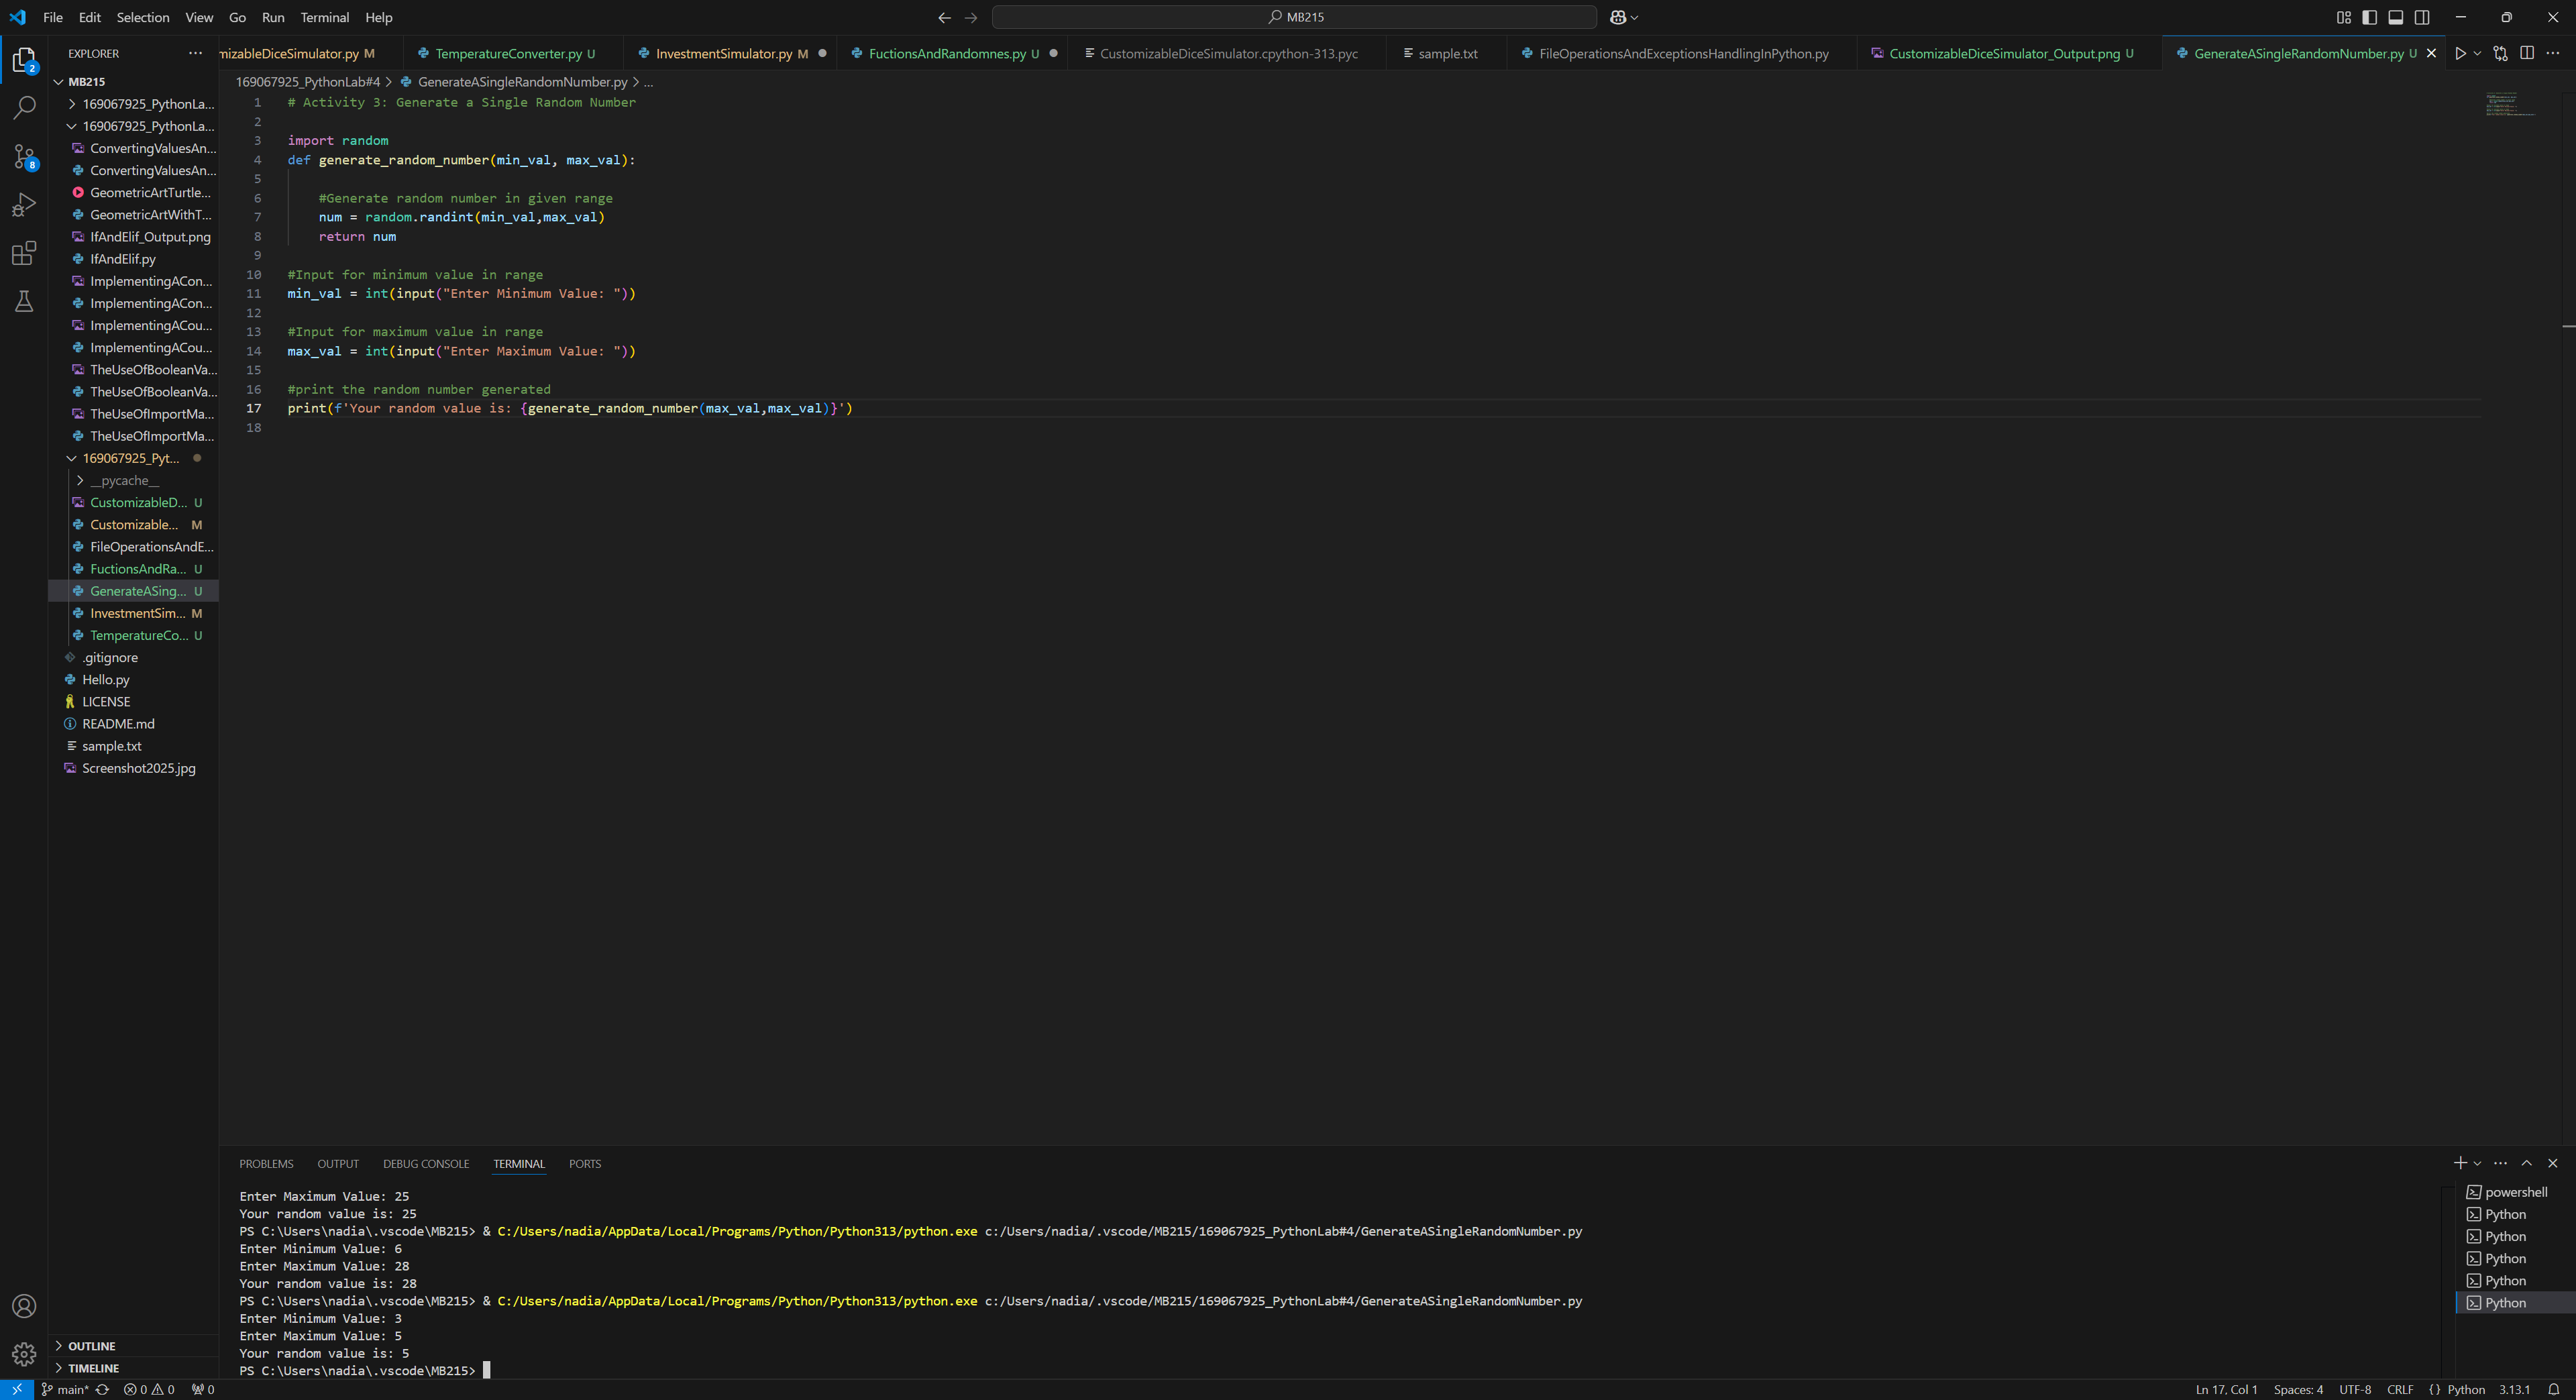 File Edit Selection View Go Run Terminal Help
MB215
EXPLORER
mizableDiceSimulator.py M
TemperatureConverter.py U
InvestmentSimulator.py M
FuctionsAndRandomnes.py U
CustomizableDiceSimulator.cpython-313.pyc
sample.txt
FileOperationsAndExceptionsHandlingInPython.py
CustomizableDiceSimulator_Output.png U
GenerateASingleRandomNumber.py U
2
8
MB215
169067925_PythonLa...
169067925_PythonLa...
ConvertingValuesAn...
ConvertingValuesAn...
GeometricArtTurtle...
GeometricArtWithT...
IfAndElif_Output.png
IfAndElif.py
ImplementingACon...
ImplementingACon...
ImplementingACou...
ImplementingACou...
TheUseOfBooleanVa...
TheUseOfBooleanVa...
TheUseOfImportMa...
TheUseOfImportMa...
169067925_Pyt...
__pycache__
CustomizableD... U
Customizable... M
FileOperationsAndE...
FuctionsAndRa... U
GenerateASing... U
InvestmentSim... M
TemperatureCo... U
.gitignore
Hello.py
LICENSE
README.md
sample.txt
Screenshot2025.jpg
OUTLINE
TIMELINE
169067925_PythonLab#4 > GenerateASingleRandomNumber.py > ...
1 # Activity 3: Generate a Single Random Number
2
3 import random
4 def generate_random_number(min_val, max_val):
5
6 #Generate random number in given range
7 num = random.randint(min_val,max_val)
8 return num
9
10 #Input for minimum value in range
11 min_val = int(input("Enter Minimum Value: "))
12
13 #Input for maximum value in range
14 max_val = int(input("Enter Maximum Value: "))
15
16 #print the random number generated
17 print(f'Your random value is: {generate_random_number(max_val,max_val)}')
18
PROBLEMS OUTPUT DEBUG CONSOLE TERMINAL PORTS
Enter Maximum Value: 25
Your random value is: 25
PS C:\Users\nadia\.vscode\MB215> & C:/Users/nadia/AppData/Local/Programs/Python/Python313/python.exe c:/Users/nadia/.vscode/MB215/169067925_PythonLab#4/GenerateASingleRandomNumber.py
Enter Minimum Value: 6
Enter Maximum Value: 28
Your random value is: 28
PS C:\Users\nadia\.vscode\MB215> & C:/Users/nadia/AppData/Local/Programs/Python/Python313/python.exe c:/Users/nadia/.vscode/MB215/169067925_PythonLab#4/GenerateASingleRandomNumber.py
Enter Minimum Value: 3
Enter Maximum Value: 5
Your random value is: 5
PS C:\Users\nadia\.vscode\MB215>
powershell
Python
Python
Python
Python
Python
main* 0 0 0
Ln 17, Col 1 Spaces: 4 UTF-8 CRLF {} Python 3.13.1